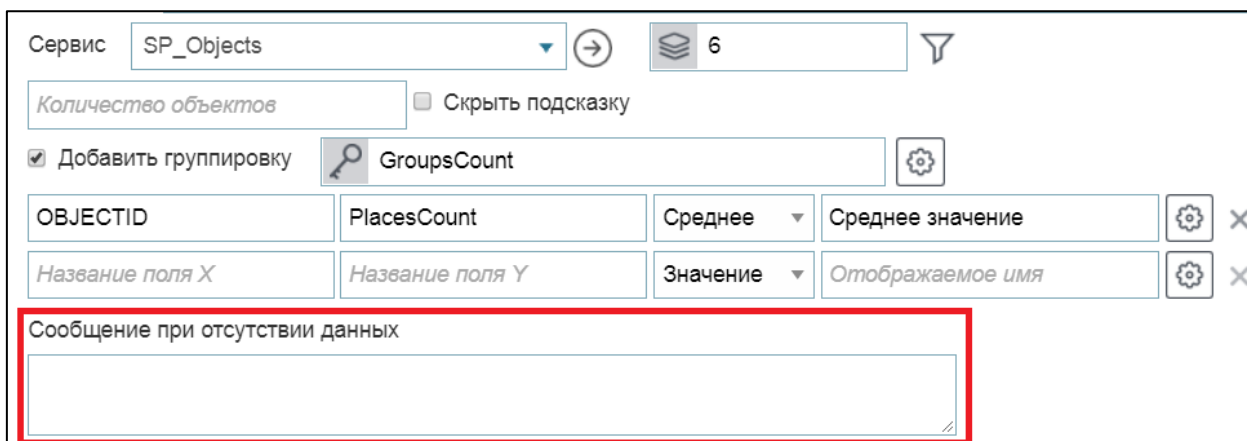 Сервис SP_Objects 6
Количество объектов Скрыть подсказку
Добавить группировку GroupsCount
OBJECTID PlacesCount Среднее Среднее значение
Название поля X Название поля Y Значение Отображаемое имя
Сообщение при отсутствии данных